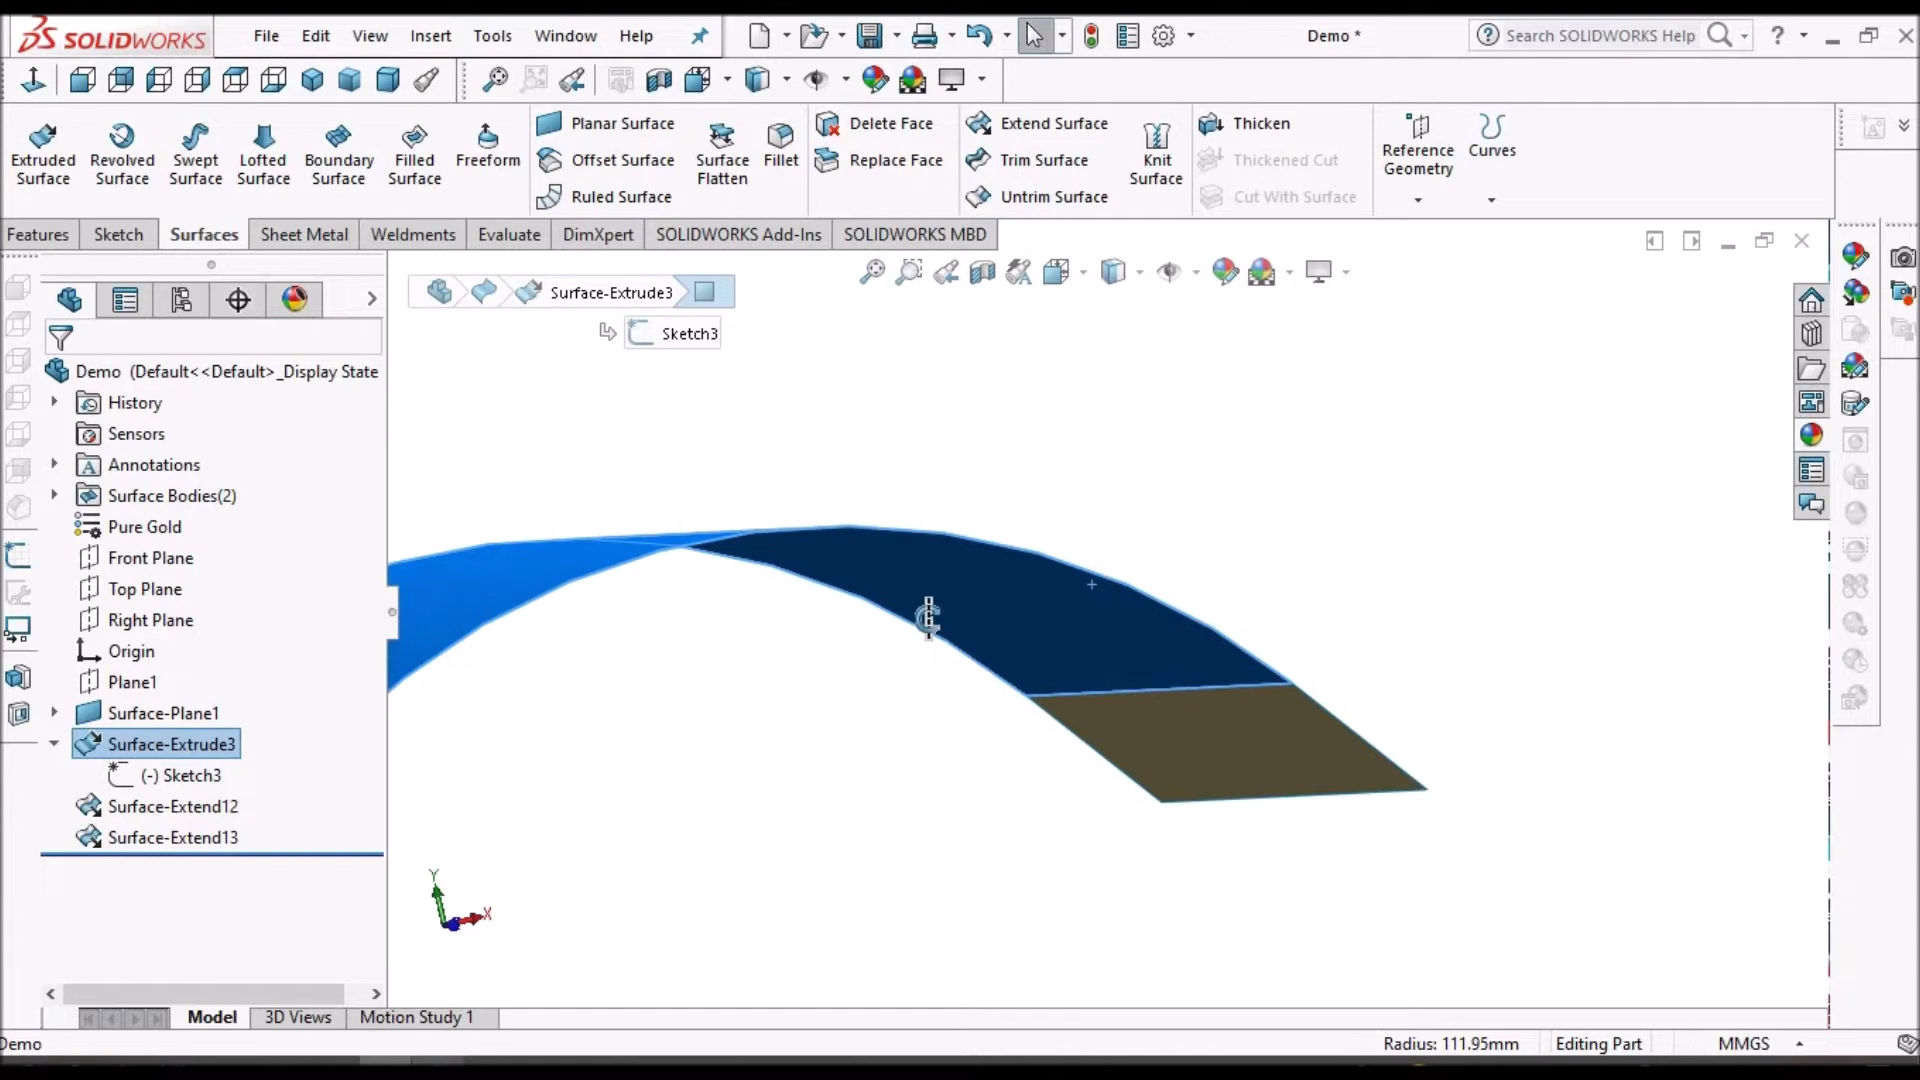 SOLIDWORKS
File Edit View Insert Tools Window Help
Demo *
Search SOLIDWORKS Help
Extruded Surface
Revolved Surface
Swept Surface
Lofted Surface
Boundary Surface
Filled Surface
Freeform
Planar Surface
Offset Surface
Ruled Surface
Surface Flatten
Fillet
Delete Face
Replace Face
Extend Surface
Trim Surface
Untrim Surface
Knit Surface
Thicken
Thickened Cut
Cut With Surface
Reference Geometry
Curves
Features Sketch Surfaces Sheet Metal Weldments Evaluate DimXpert SOLIDWORKS Add-Ins SOLIDWORKS MBD
Surface-Extrude3
Sketch3
Demo (Default<<Default>_Display State
History
Sensors
Annotations
Surface Bodies(2)
Pure Gold
Front Plane
Top Plane
Right Plane
Origin
Plane1
Surface-Plane1
Surface-Extrude3
(-) Sketch3
Surface-Extend12
Surface-Extend13
Y
X
Model 3D Views Motion Study 1
Demo
Radius: 111.95mm Editing Part MMGS